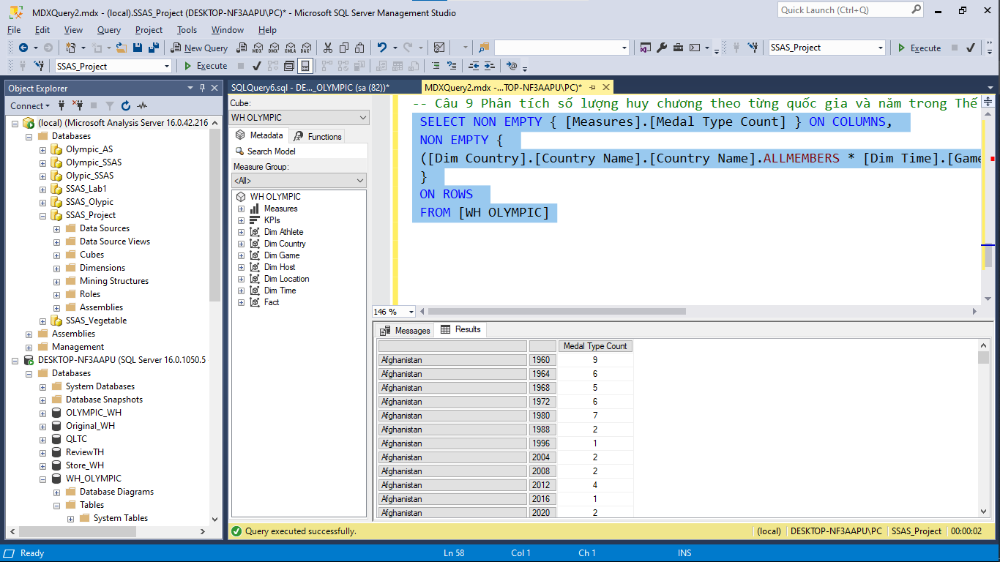 MDXQuery2.mdx - (local).SSAS_Project (DESKTOP-NF3AAPU\PC)* - Microsoft SQL Server Management Studio
Quick Launch (Ctrl+Q)
File Edit View Query Project Tools Window Help
New Query MDX DMX XMLA DAX SSAS_Project Execute
SSAS_Project Execute
Object Explorer
Connect
(local) (Microsoft Analysis Server 16.0.42.216
Databases
Olympic_AS
Olympic_SSAS
Olypic_SSAS
SSAS_Lab1
SSAS_Olypic
SSAS_Project
Data Sources
Data Source Views
Cubes
Dimensions
Mining Structures
Roles
Assemblies
SSAS_Vegetable
Assemblies
Management
DESKTOP-NF3AAPU (SQL Server 16.0.1050.5
Databases
System Databases
Database Snapshots
OLYMPIC_WH
Original_WH
QLTC
ReviewTH
Store_WH
WH_OLYMPIC
Database Diagrams
Tables
System Tables
SQLQuery6.sql - DE..._OLYMPIC (sa (82))*
MDXQuery2.mdx -...TOP-NF3AAPU\PC)*
Cube:
WH OLYMPIC
Metadata Functions
Search Model
Measure Group:
<All>
WH OLYMPIC
Measures
KPIs
Dim Athlete
Dim Country
Dim Game
Dim Host
Dim Location
Dim Time
Fact
-- Câu 9 Phân tích số lượng huy chương theo từng quốc gia và năm trong Thế
SELECT NON EMPTY { [Measures].[Medal Type Count] } ON COLUMNS,
NON EMPTY {
([Dim Country].[Country Name].[Country Name].ALLMEMBERS * [Dim Time].[Game
}
ON ROWS
FROM [WH OLYMPIC]
146 %
Messages Results
Medal Type Count
Afghanistan 1960 9
Afghanistan 1964 6
Afghanistan 1968 5
Afghanistan 1972 6
Afghanistan 1980 7
Afghanistan 1988 2
Afghanistan 1996 1
Afghanistan 2004 2
Afghanistan 2008 2
Afghanistan 2012 4
Afghanistan 2016 1
Afghanistan 2020 2
Query executed successfully. (local) DESKTOP-NF3AAPU\PC SSAS_Project 00:00:02
Ready Ln 58 Col 1 Ch 1 INS